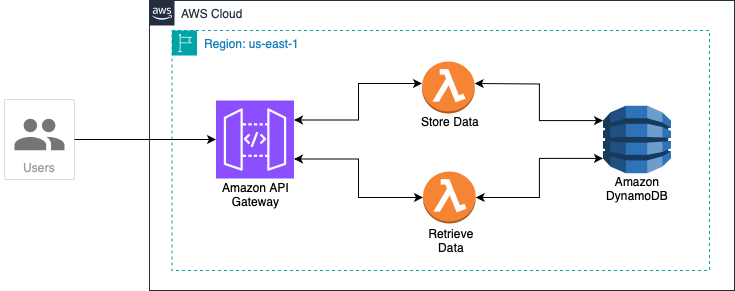 aws
AWS Cloud
Region: us-east-1
Users
</>
Amazon API
Gateway
Store Data
Retrieve
Data
Amazon
DynamoDB